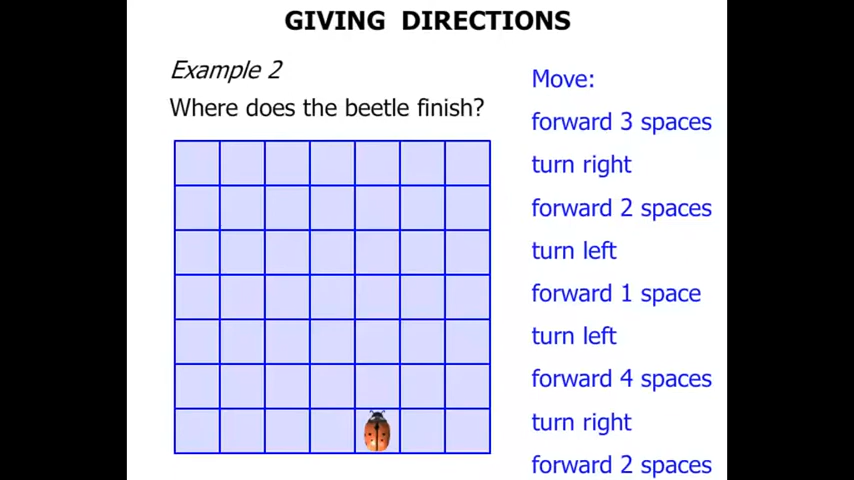 GIVING DIRECTIONS
Example 2
Where does the beetle finish?
Move:
forward 3 spaces
turn right
forward 2 spaces
turn left
forward 1 space
turn left
forward 4 spaces
turn right
forward 2 spaces